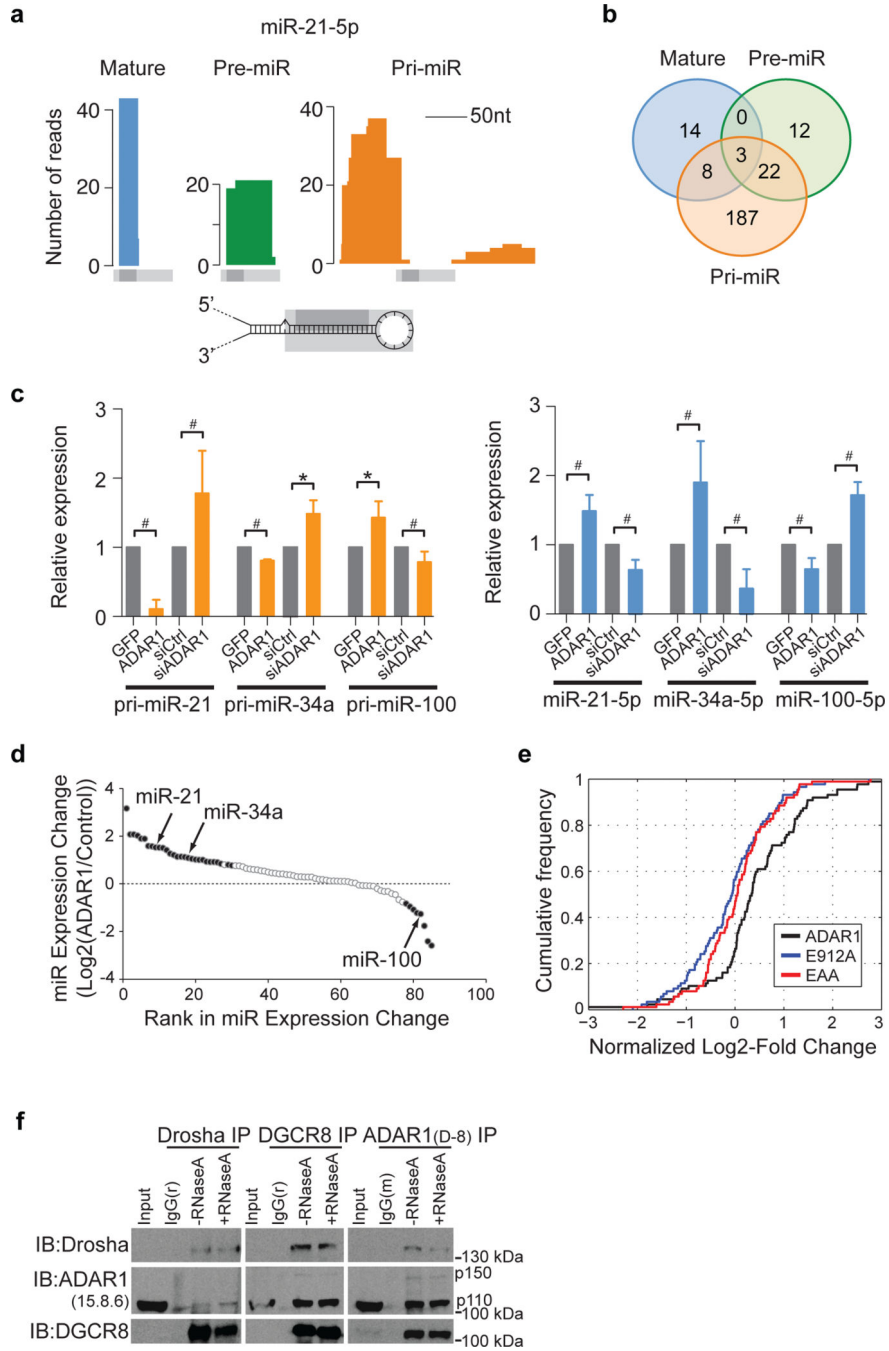 a
miR-21-5p
Mature
Pre-miR
Pri-miR
Number of reads
40
20
0
20
0
40
20
0
50nt
5'
3'
b
Mature
Pre-miR
14
0
12
3
8
22
187
Pri-miR
c
Relative expression
3
2
1
0
# # # * * #
GFP ADAR1 siCtrl siADAR1 GFP ADAR1 siCtrl siADAR1 GFP ADAR1 siCtrl siADAR1
pri-miR-21 pri-miR-34a pri-miR-100
Relative expression
3
2
1
0
# # # # # #
GFP ADAR1 siCtrl siADAR1 GFP ADAR1 siCtrl siADAR1 GFP ADAR1 siCtrl siADAR1
miR-21-5p miR-34a-5p miR-100-5p
d
miR Expression Change
(Log2(ADAR1/Control))
4
2
0
-2
-4
miR-21
miR-34a
miR-100
0 20 40 60 80 100
Rank in miR Expression Change
e
Cumulative frequency
1
0.8
0.6
0.4
0.2
0
ADAR1
E912A
EAA
−3 −2 −1 0 1 2 3
Normalized Log2-Fold Change
f
Drosha IP DGCR8 IP ADAR1(D-8) IP
Input IgG(r) -RNaseA +RNaseA Input IgG(r) -RNaseA +RNaseA Input IgG(m) -RNaseA +RNaseA
IB:Drosha
-130 kDa
IB:ADAR1
(15.8.6)
p150
p110
-100 kDa
IB:DGCR8
-100 kDa